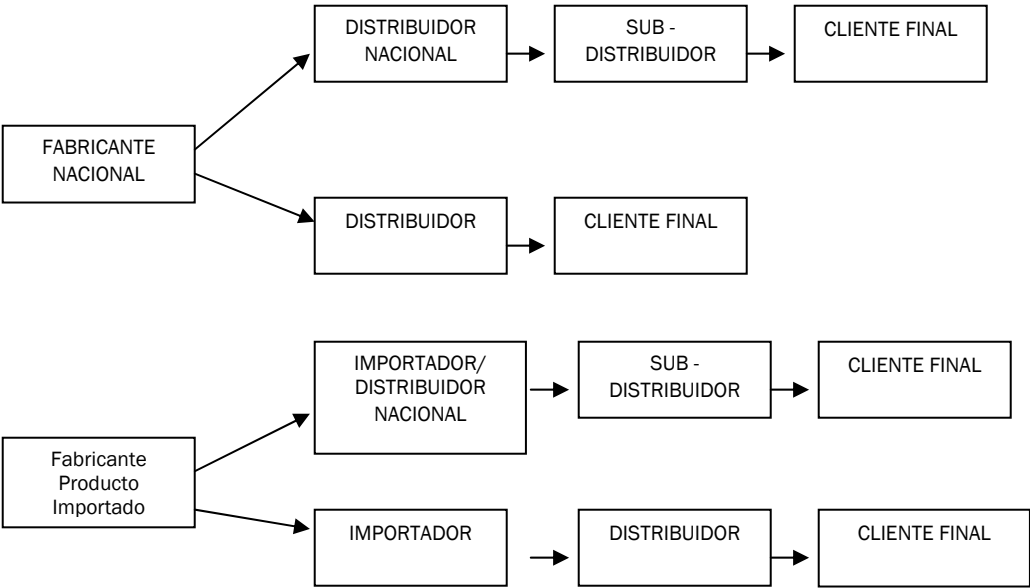 DISTRIBUIDOR
NACIONAL
SUB -
DISTRIBUIDOR
CLIENTE FINAL
FABRICANTE
NACIONAL
DISTRIBUIDOR
CLIENTE FINAL
IMPORTADOR/
DISTRIBUIDOR
NACIONAL
SUB -
DISTRIBUIDOR
CLIENTE FINAL
Fabricante
Producto
Importado
IMPORTADOR
DISTRIBUIDOR
CLIENTE FINAL